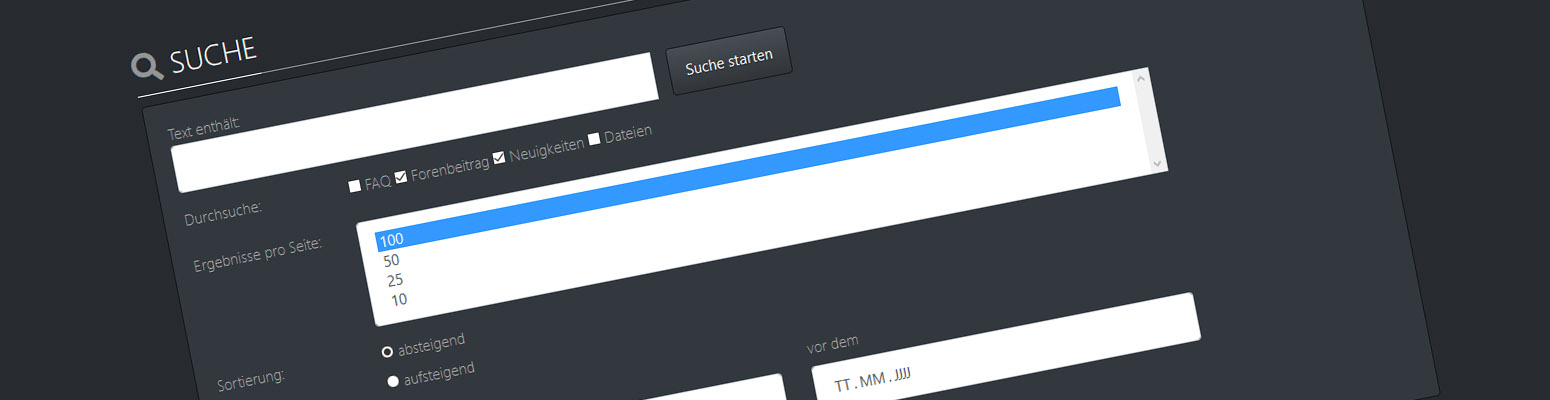 SUCHE
Text enthält:
Suche starten
Durchsuche:
FAQ Forenbeitrag Neuigkeiten Dateien
Ergebnisse pro Seite:
100
50
25
10
Sortierung:
absteigend
aufsteigend
vor dem
TT.MM.JJJJ